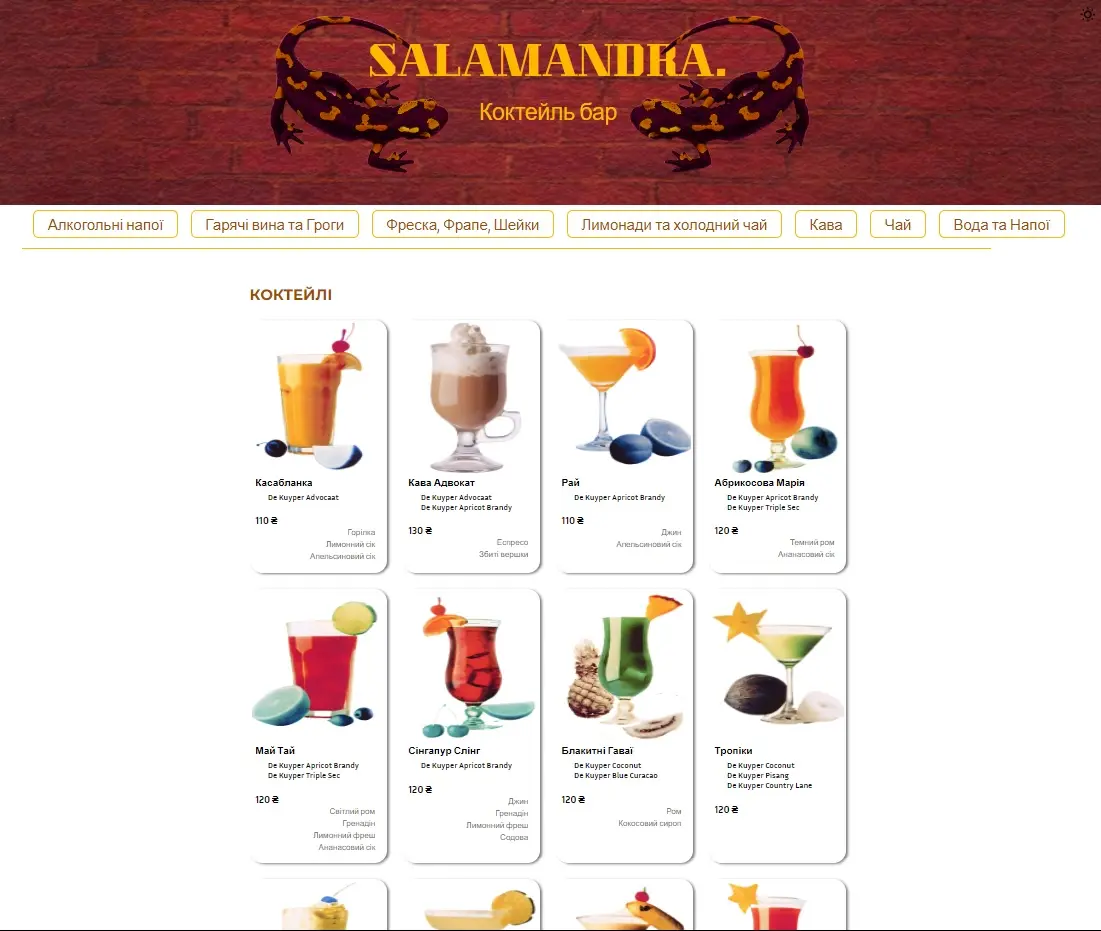 SALAMANDRA.
Коктейль бар
Алкогольні напої
Гарячі вина та Гроги
Фреска, Фрапе, Шейки
Лимонади та холодний чай
Кава
Чай
Вода та Напої
КОКТЕЙЛІ
Касабланка
De Kuyper Advocaat
110 ₴
Горілка
Лимонний сік
Апельсиновий сік
Кава Адвокат
De Kuyper Advocaat
De Kuyper Apricot Brandy
130 ₴
Еспресо
Збиті вершки
Рай
De Kuyper Apricot Brandy
110 ₴
Джин
Апельсиновий сік
Абрикосова Марія
De Kuyper Apricot Brandy
De Kuyper Triple Sec
120 ₴
Темний ром
Ананасовий сік
Май Тай
De Kuyper Apricot Brandy
De Kuyper Triple Sec
120 ₴
Світлий ром
Гренадін
Лимонний фреш
Ананасовий сік
Сінгапур Слінг
De Kuyper Apricot Brandy
120 ₴
Джин
Гренадін
Лимонний фреш
Содова
Блакитні Гаваї
De Kuyper Coconut
De Kuyper Blue Curacao
120 ₴
Ром
Кокосовий сироп
Тропіки
De Kuyper Coconut
De Kuyper Pisang
De Kuyper Country Lane
120 ₴